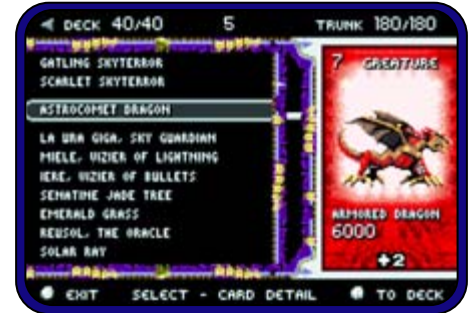 DECK 40/40 5 TRUNK 180/180
GATLING SKYTERROR
SCARLET SKYTERROR
ASTROCOMET DRAGON
LA URA GIGA, SKY GUARDIAN
MIELE, VIZIER OF LIGHTNING
IERE, VIZIER OF BULLETS
SENATINE JADE TREE
EMERALD GRASS
REUSOL, THE ORACLE
SOLAR RAY
7 CREATURE
ARMORED DRAGON
6000
+2
EXIT SELECT - CARD DETAIL TO DECK